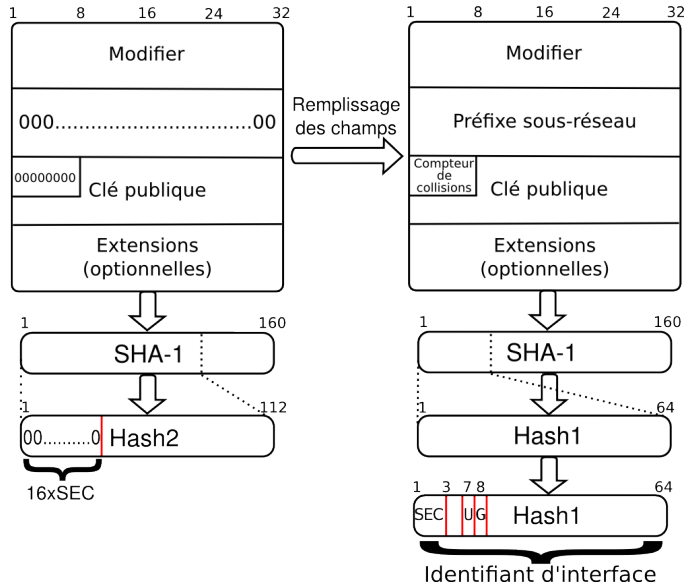 1 8 16 24 32
Modifier
000................................00
00000000
Clé publique
Extensions
(optionnelles)
1 160
SHA-1
1 112
00..........0 Hash2
16xSEC
Remplissage
des champs
1 8 16 24 32
Modifier
Préfixe sous-réseau
Compteur
de
collisions
Clé publique
Extensions
(optionnelles)
1 160
SHA-1
1 64
Hash1
1 3 7 8 64
SEC U G Hash1
Identifiant d'interface